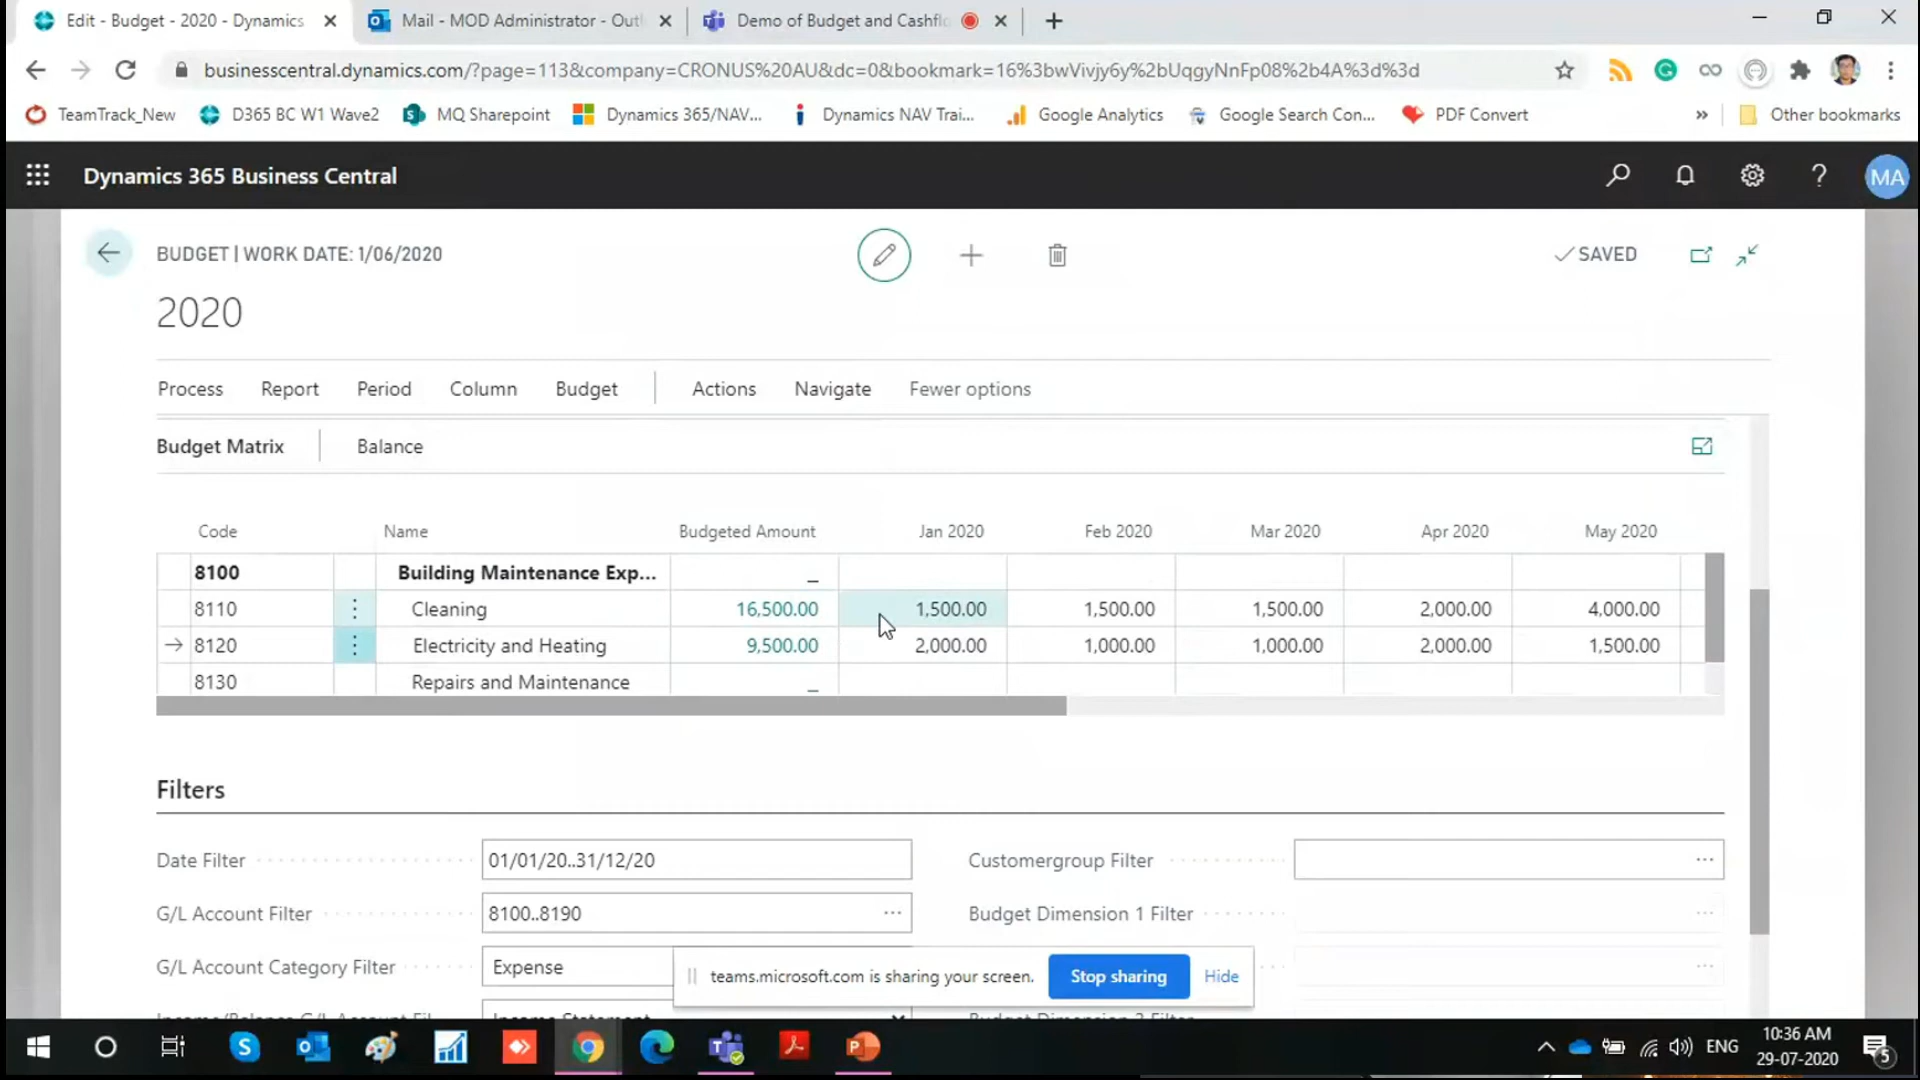 Edit - Budget - 2020 - Dynamics
Mail - MOD Administrator - Outl
Demo of Budget and Cashfl
businesscentral.dynamics.com/?page=113&company=CRONUS%20AU&dc=0&bookmark=16%3bwVivjy6y%2bUqgyNnFp08%2b4A%3d%3d
TeamTrack_New
D365 BC W1 Wave2
MQ Sharepoint
Dynamics 365/NAV...
Dynamics NAV Trai...
Google Analytics
Google Search Con...
PDF Convert
»
Other bookmarks
Dynamics 365 Business Central
?
MA
BUDGET | WORK DATE: 1/06/2020
SAVED
2020
Process Report Period Column Budget Actions Navigate Fewer options
Budget Matrix Balance
Code Name Budgeted Amount Jan 2020 Feb 2020 Mar 2020 Apr 2020 May 2020
8100 Building Maintenance Exp... _
8110 Cleaning 16,500.00 1,500.00 1,500.00 1,500.00 2,000.00 4,000.00
8120 Electricity and Heating 9,500.00 2,000.00 1,000.00 1,000.00 2,000.00 1,500.00
8130 Repairs and Maintenance _
Filters
Date Filter 01/01/20..31/12/20 Customergroup Filter
G/L Account Filter 8100..8190 Budget Dimension 1 Filter
G/L Account Category Filter Expense
teams.microsoft.com is sharing your screen. Stop sharing Hide
ENG
10:36 AM
29-07-2020
5